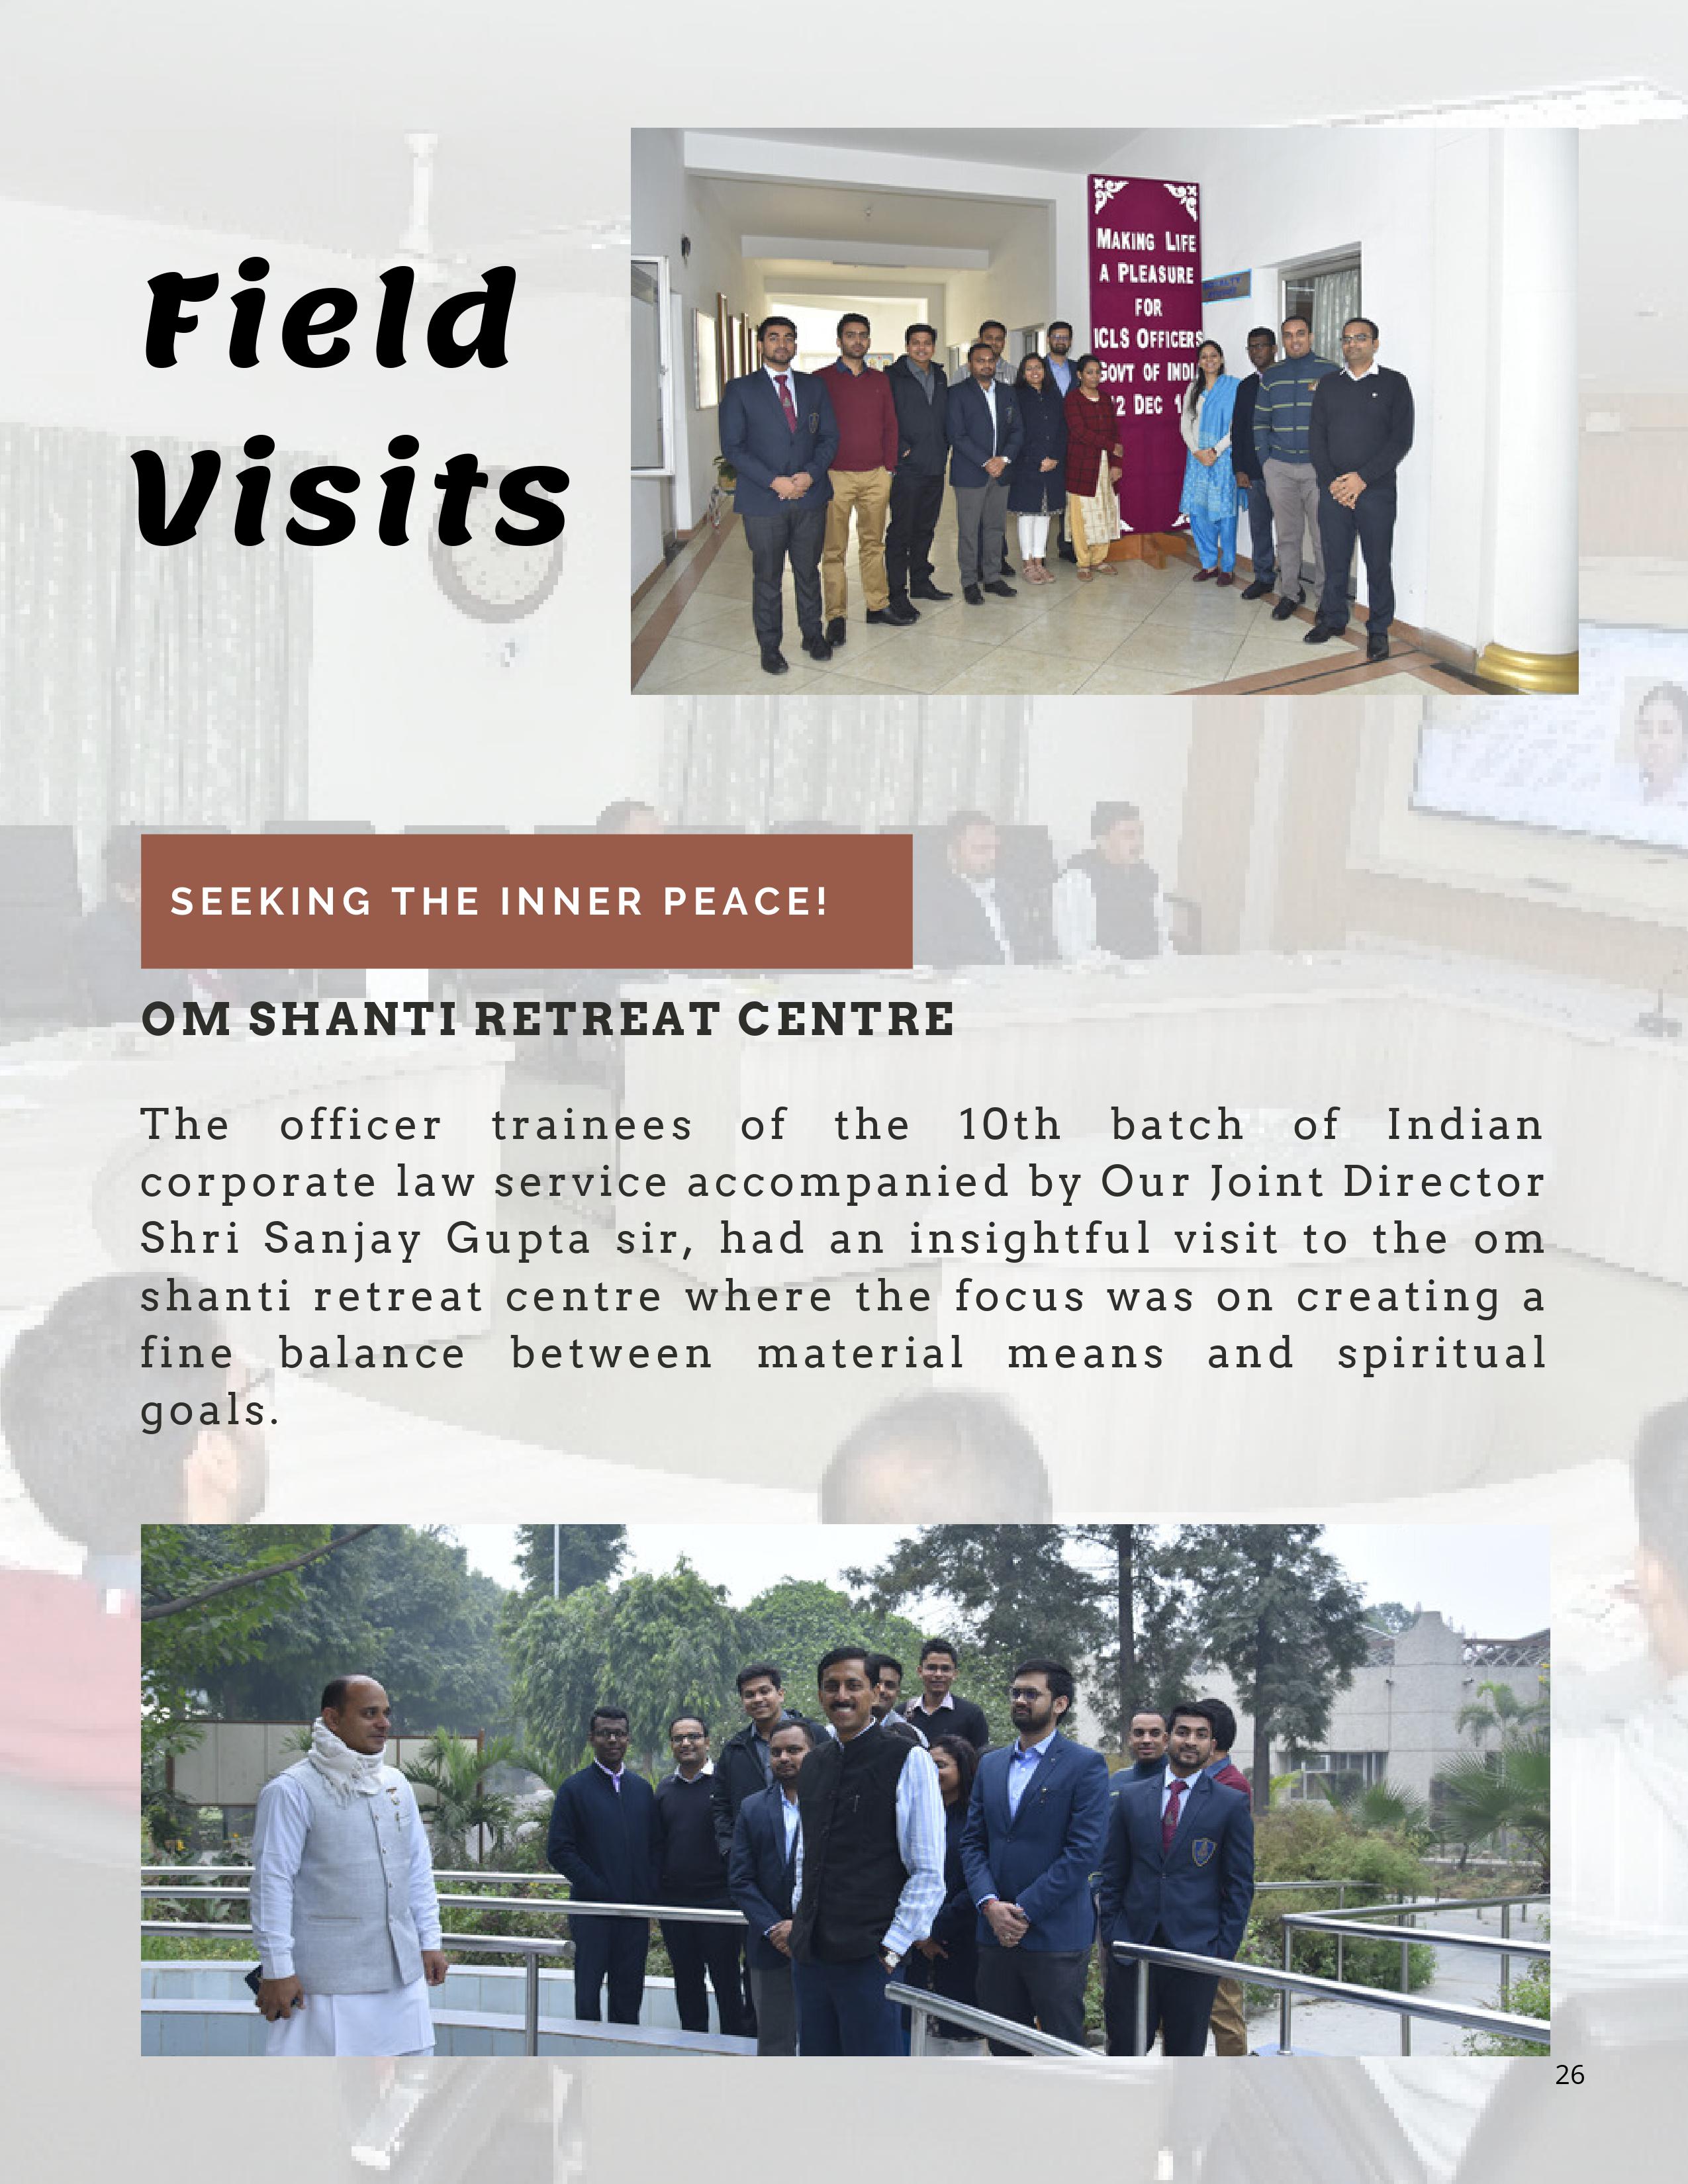 Field
Visits
MAKING LIFE
A PLEASURE
FOR
ICLS OFFICERS
GOVT OF INDI
2 DEC 1
SEEKING THE INNER PEACE!
OM SHANTI RETREAT CENTRE
The officer trainees of the 10th batch of Indian
corporate law service accompanied by Our Joint Director
Shri Sanjay Gupta sir, had an insightful visit to the om
shanti retreat centre where the focus was on creating a
fine balance between material means and spiritual
goals.
26